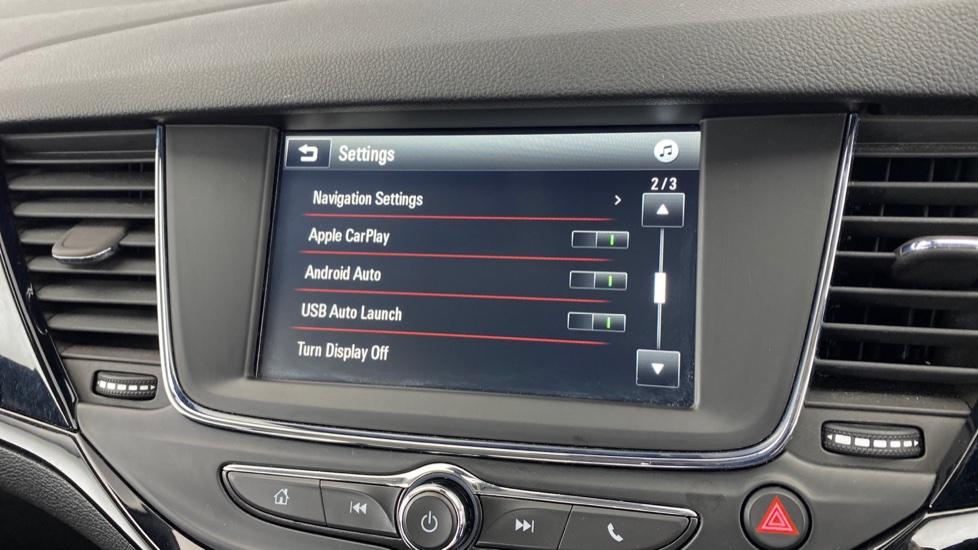 Settings
2/3
Navigation Settings
Apple CarPlay
Android Auto
USB Auto Launch
Turn Display Off